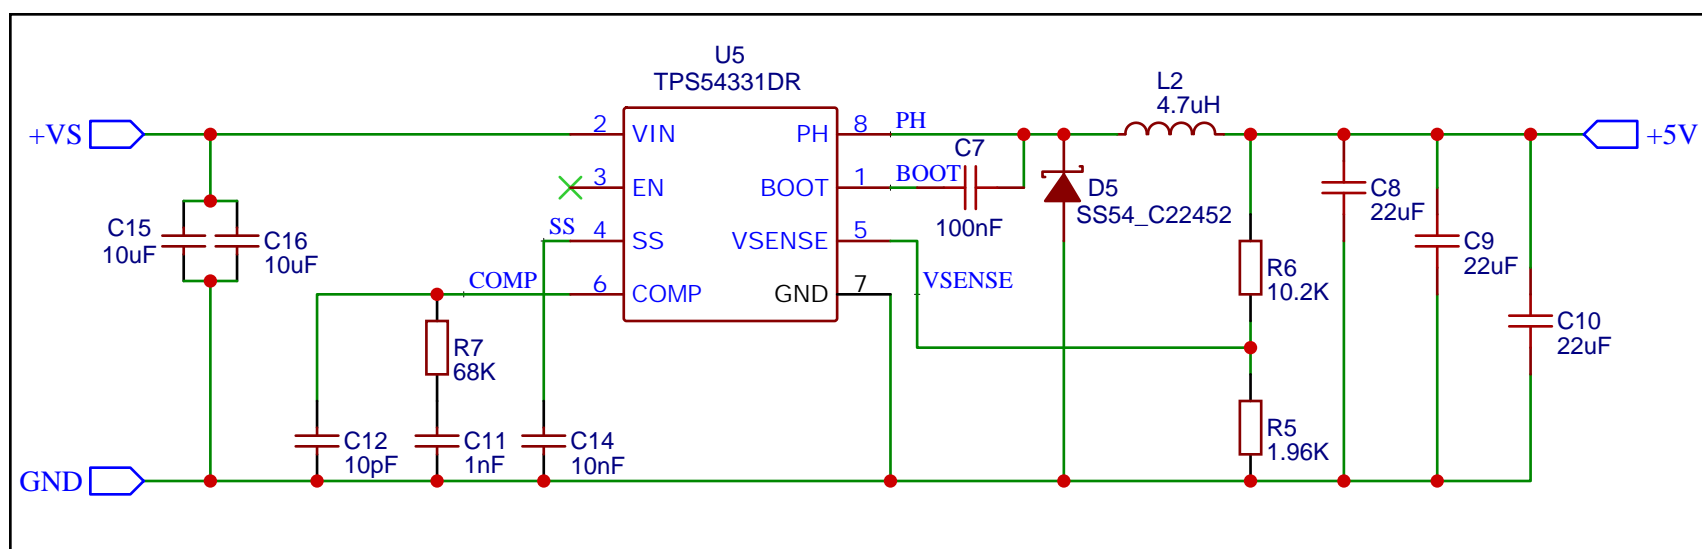 U5
TPS54331DR
L2
4.7uH
+VS
2
VIN
PH
8
PH
+5V
C7
3
EN
BOOT
1
BOOT
D5
SS54_C22452
C8
22uF
C15
10uF
C16
10uF
SS
4
SS
VSENSE
5
100nF
C9
22uF
COMP
6
COMP
GND
7
VSENSE
R6
10.2K
C10
22uF
R7
68K
C12
10pF
C11
1nF
C14
10nF
R5
1.96K
GND